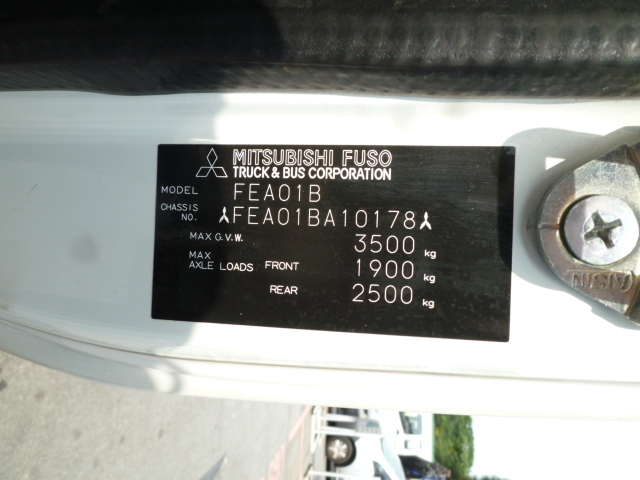 MITSUBISHI FUSO
TRUCK & BUS CORPORATION
MODEL FEA01B
CHASSIS NO. FEA01BA10178
MAX G.V.W. 3500 kg
MAX AXLE LOADS FRONT 1900 kg
REAR 2500 kg
AISIN